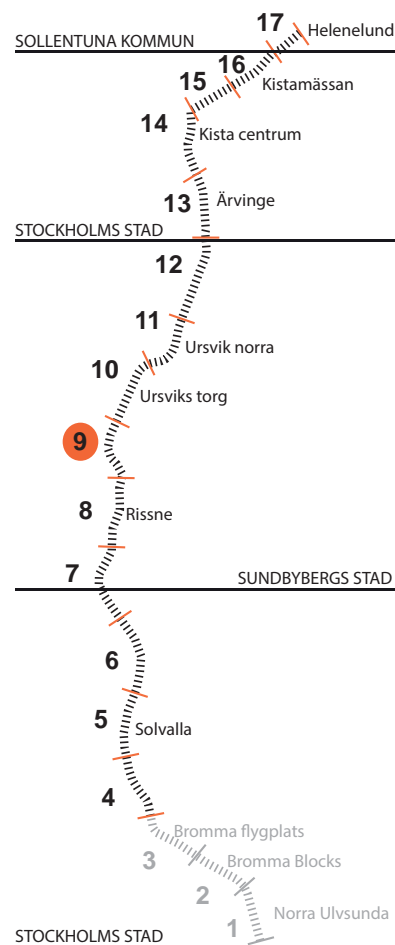 17 Helenelund
SOLLENTUNA KOMMUN
16
Kistamässan
15
14
Kista centrum
13 Ärvinge
STOCKHOLMS STAD
12
11
Ursvik norra
10
Ursviks torg
9
8 Rissne
7 SUNDBYBERGS STAD
6
5 Solvalla
4
Bromma flygplats
3 Bromma Blocks
2
1 Norra Ulvsunda
STOCKHOLMS STAD